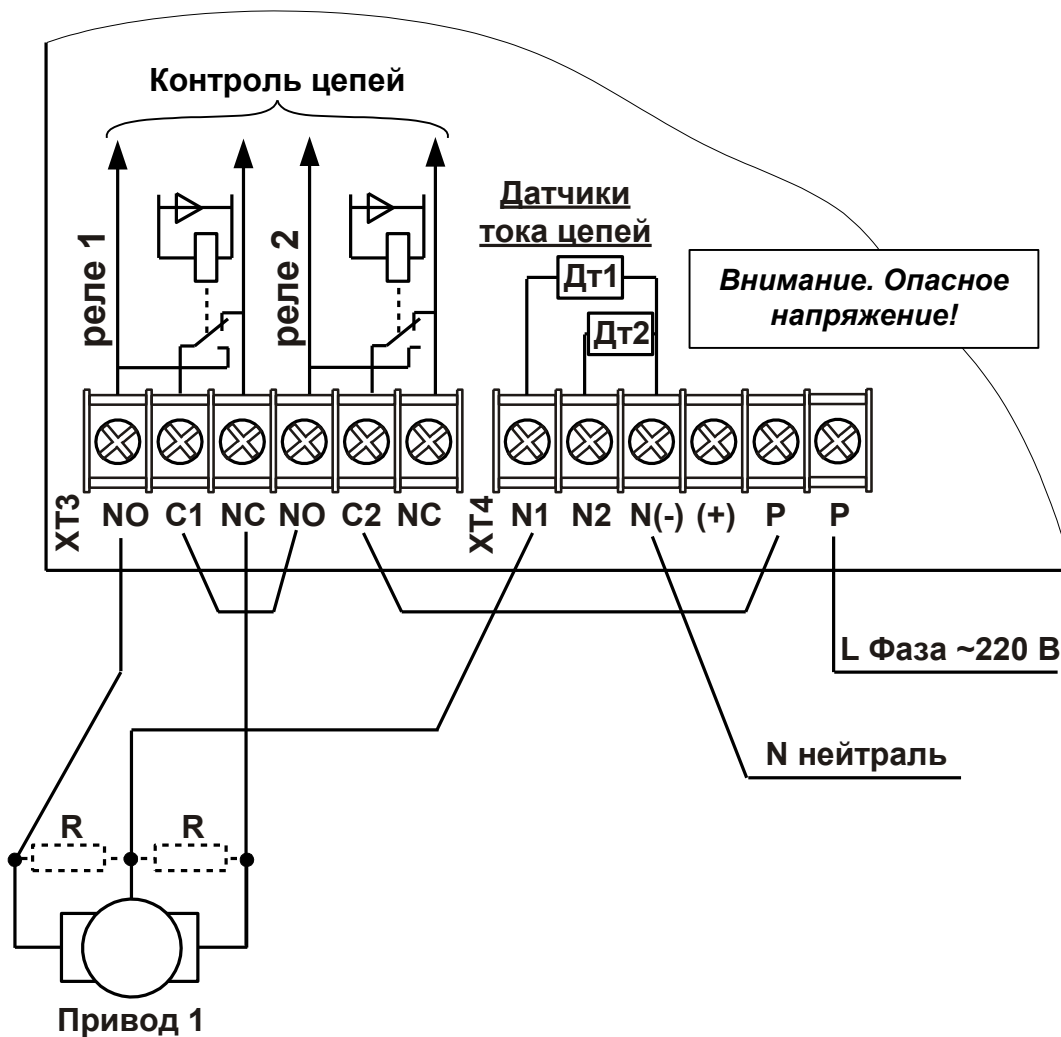 Контроль цепей
реле 1
реле 2
Датчики
тока цепей
Дт1
Дт2
Внимание. Опасное
напряжение!
XT3 NO C1 NC NO C2 NC
XT4 N1 N2 N(-) (+) P P
L Фаза ~220 В
N нейтраль
R R
Привод 1